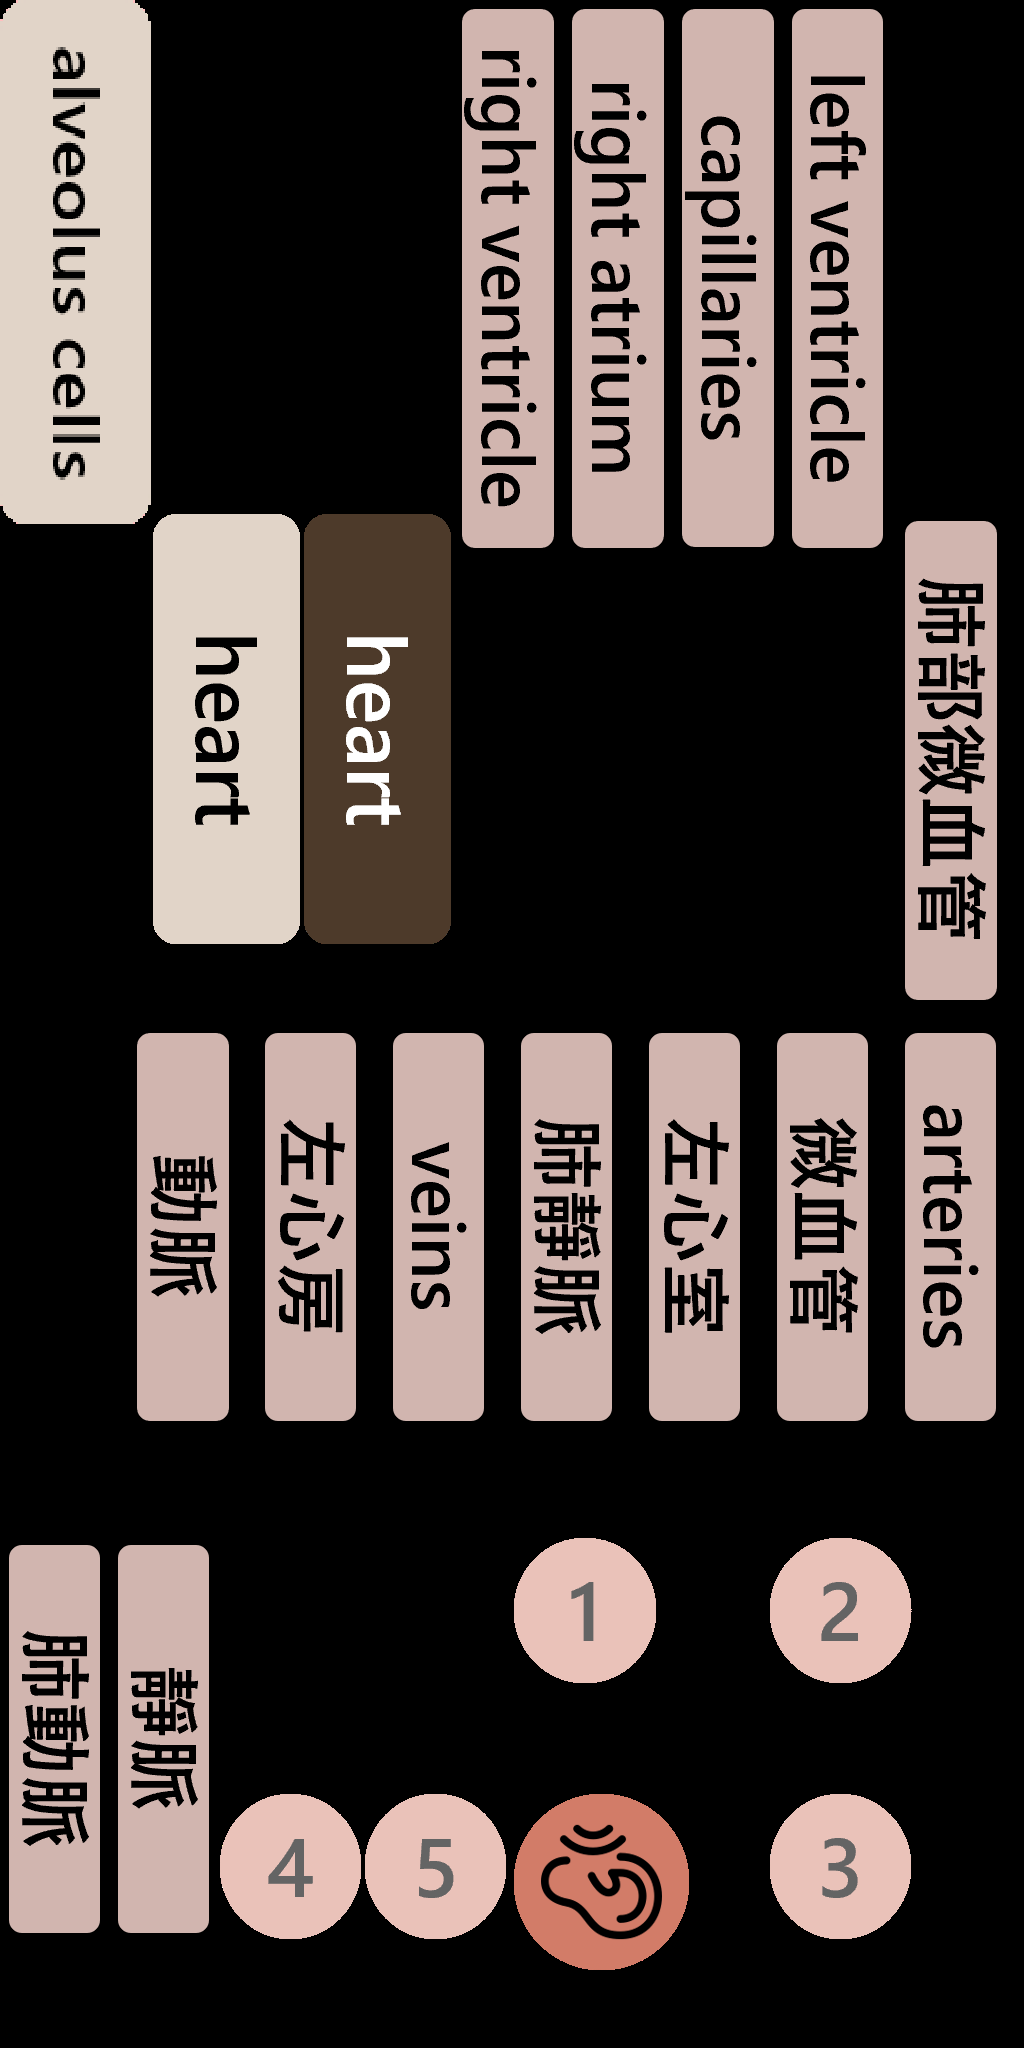 alveolus cells
right ventricle
right atrium
capillaries
left ventricle
heart
heart
肺部微血管
動脈
左心房
veins
肺靜脈
左心室
微血管
arteries
肺動脈
靜脈
1
2
4
5
3